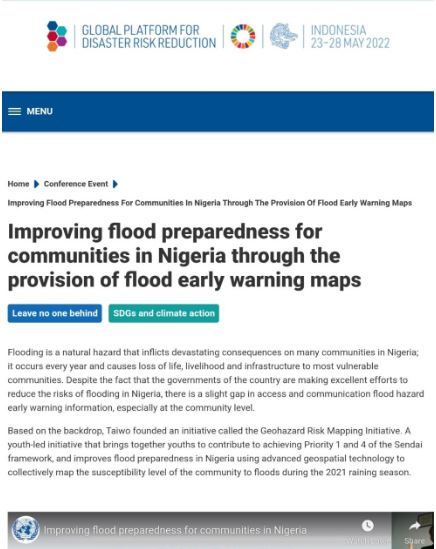 GLOBAL PLATFORM FOR
DISASTER RISK REDUCTION
INDONESIA
23-28 MAY 2022
MENU
Home
Conference Event
Improving Flood Preparedness For Communities In Nigeria Through The Provision Of Flood Early Warning Maps
Improving flood preparedness for
communities in Nigeria through the
provision of flood early warning maps
Leave no one behind
SDGs and climate action
Flooding is a natural hazard that inflicts devastating consequences on many communities in Nigeria;
it occurs every year and causes loss of life, livelihood and infrastructure to most vulnerable
communities. Despite the fact that the governments of the country are making excellent efforts to
reduce the risks of flooding in Nigeria, there is a slight gap in access and communication flood hazard
early warning information, especially at the community level.
Based on the backdrop, Taiwo founded an initiative called the Geohazard Risk Mapping Initiative. A
youth-led initiative that brings together youths to contribute to achieving Priority 1 and 4 of the Sendai
framework, and improves flood preparedness in Nigeria using advanced geospatial technology to
collectively map the susceptibility level of the community to floods during the 2021 raining season.
Improving flood preparedness for communities in Nigeria
Share